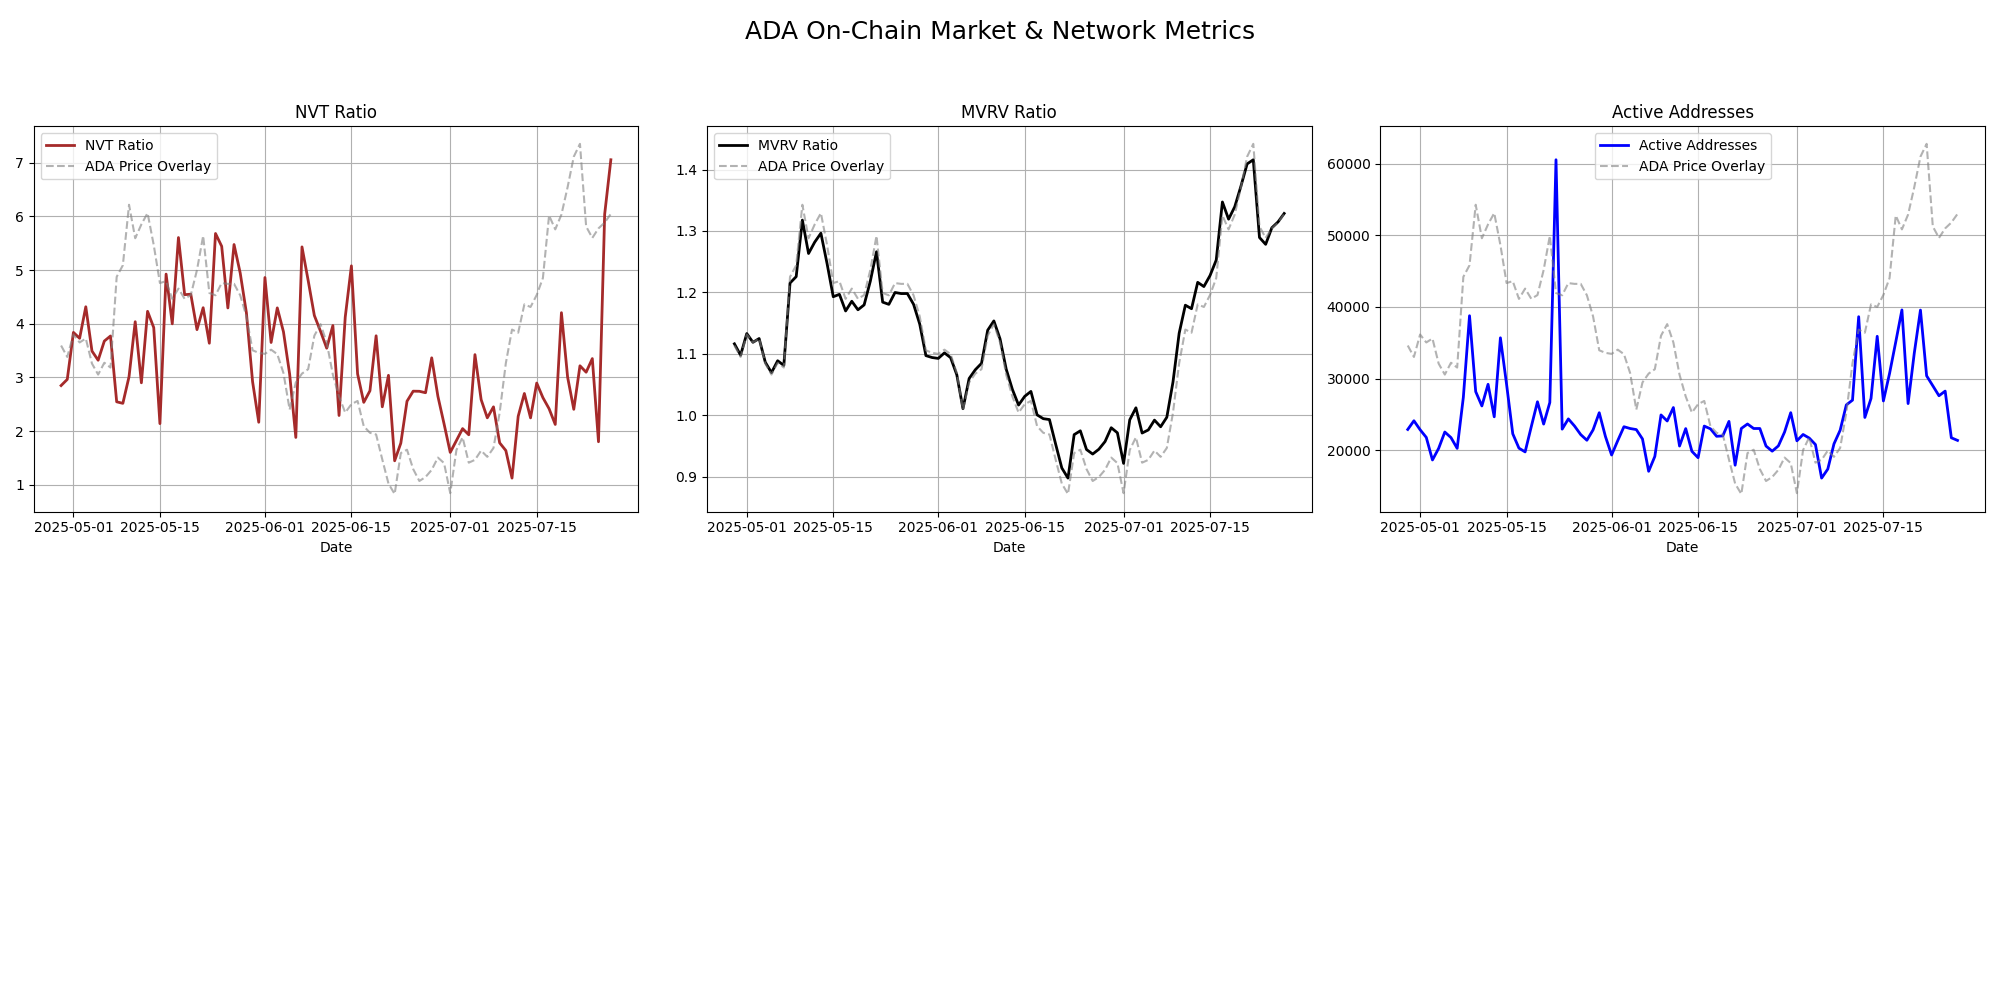 ADA On-Chain Market & Network Metrics
NVT Ratio
NVT Ratio
ADA Price Overlay
7
6
5
4
3
2
1
2025-05-01 2025-05-15 2025-06-01 2025-06-15 2025-07-01 2025-07-15
Date
MVRV Ratio
MVRV Ratio
ADA Price Overlay
1.4
1.3
1.2
1.1
1.0
0.9
2025-05-01 2025-05-15 2025-06-01 2025-06-15 2025-07-01 2025-07-15
Date
Active Addresses
Active Addresses
ADA Price Overlay
60000
50000
40000
30000
20000
2025-05-01 2025-05-15 2025-06-01 2025-06-15 2025-07-01 2025-07-15
Date